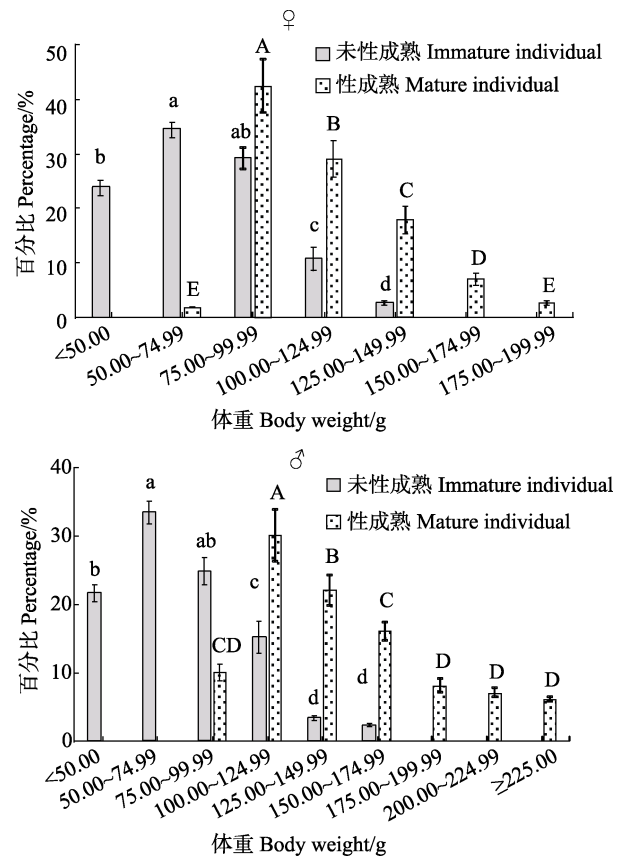 ♀
50
40
30
20
10
0
百分比 Percentage/%
未性成熟 Immature individual
性成熟 Mature individual
b
a
E
ab
A
c
B
d
C
D
E
<50.00
50.00~74.99
75.00~99.99
100.00~124.99
125.00~149.99
150.00~174.99
175.00~199.99
体重 Body weight/g
♂
40
30
20
10
0
百分比 Percentage/%
未性成熟 Immature individual
性成熟 Mature individual
b
a
ab
CD
c
A
d
B
d
C
D
D
D
<50.00
50.00~74.99
75.00~99.99
100.00~124.99
125.00~149.99
150.00~174.99
175.00~199.99
200.00~224.99
≥225.00
体重 Body weight/g